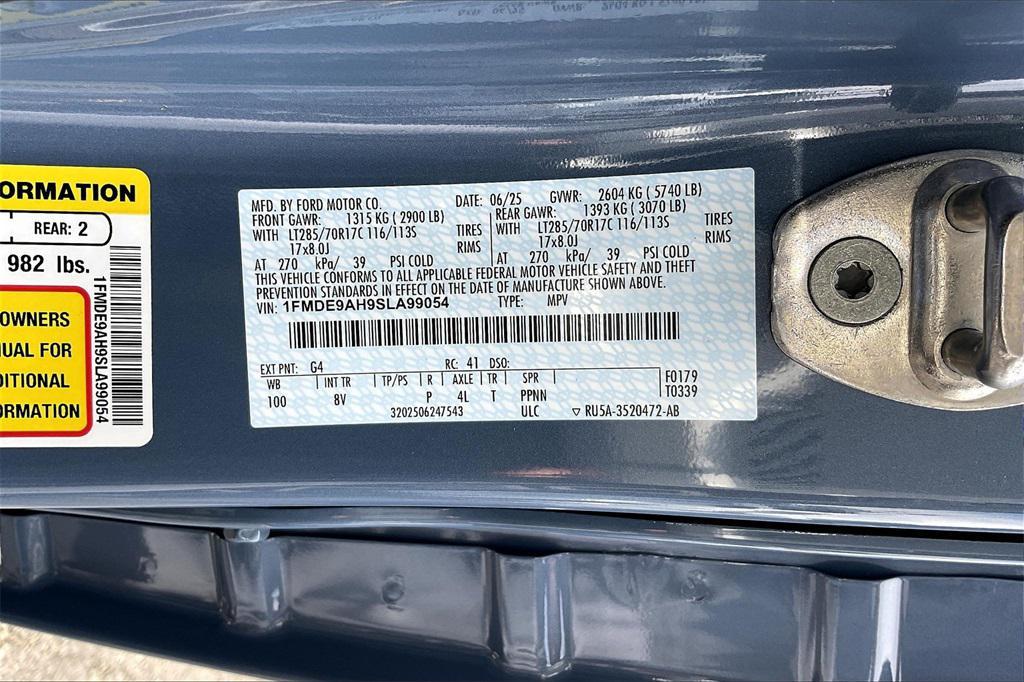 ORMATION
REAR: 2
982 lbs.
OWNERS
UAL FOR
DITIONAL
ORMATION
1FMDE9AH9SLA99054
MFD. BY FORD MOTOR CO. DATE: 06/25 GVWR: 2604 KG ( 5740 LB)
FRONT GAWR: 1315 KG ( 2900 LB) REAR GAWR: 1393 KG ( 3070 LB)
WITH LT285/70R17C 116/113S TIRES WITH LT285/70R17C 116/113S TIRES
17x8.0J RIMS 17x8.0J RIMS
AT 270 kPa/ 39 PSI COLD AT 270 kPa/ 39 PSI COLD
THIS VEHICLE CONFORMS TO ALL APPLICABLE FEDERAL MOTOR VEHICLE SAFETY AND THEFT
PREVENTION STANDARDS IN EFFECT ON THE DATE OF MANUFACTURE SHOWN ABOVE.
VIN: 1FMDE9AH9SLA99054 TYPE: MPV
EXT PNT: G4 RC: 41 DSO:
WB INT TR TP/PS R AXLE TR SPR F0179
100 8V P 4L T PPNN T0339
3202506247543 ULC ▽ RU5A-3520472-AB